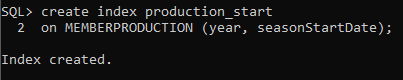 SQL> create index production_start
  2  on MEMBERPRODUCTION (year, seasonStartDate);
Index created.